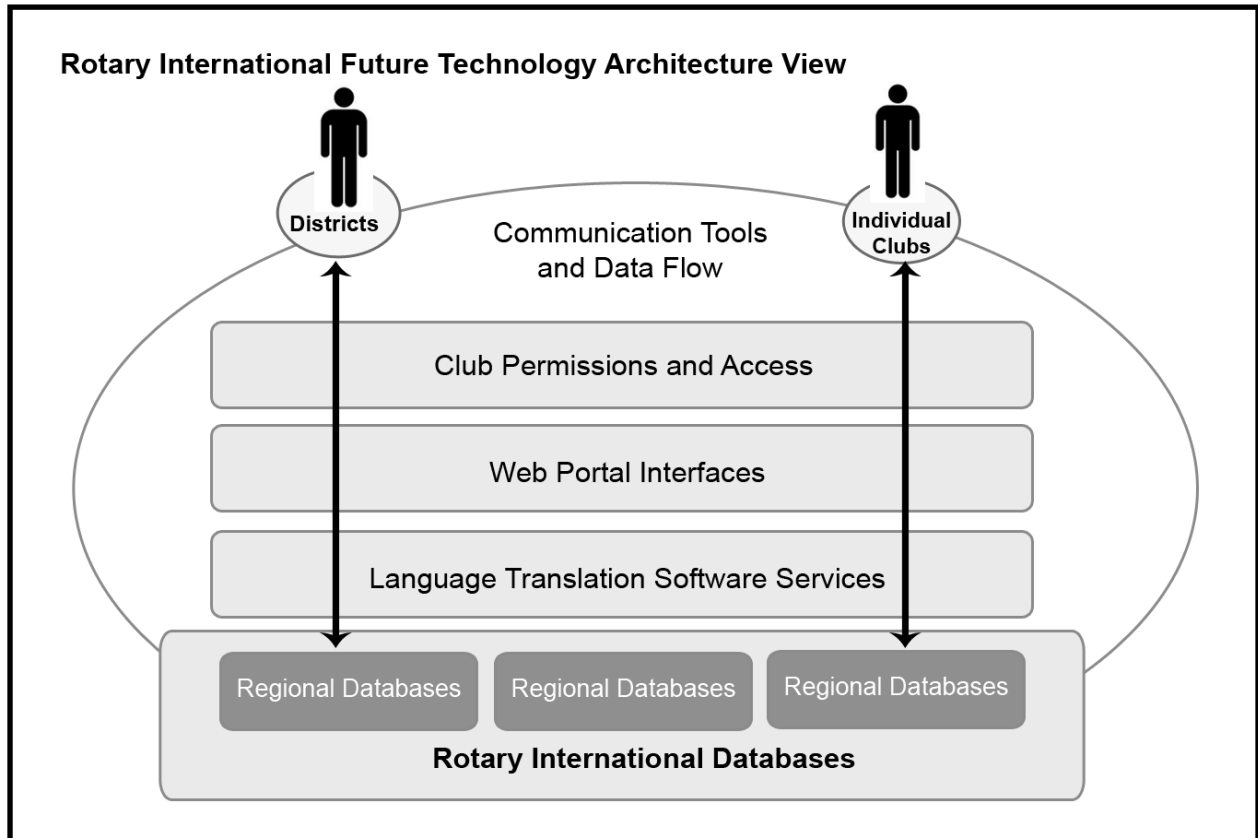 Rotary International Future Technology Architecture View
Districts
Individual
Clubs
Communication Tools
and Data Flow
Club Permissions and Access
Web Portal Interfaces
Language Translation Software Services
Regional Databases
Regional Databases
Regional Databases
Rotary International Databases